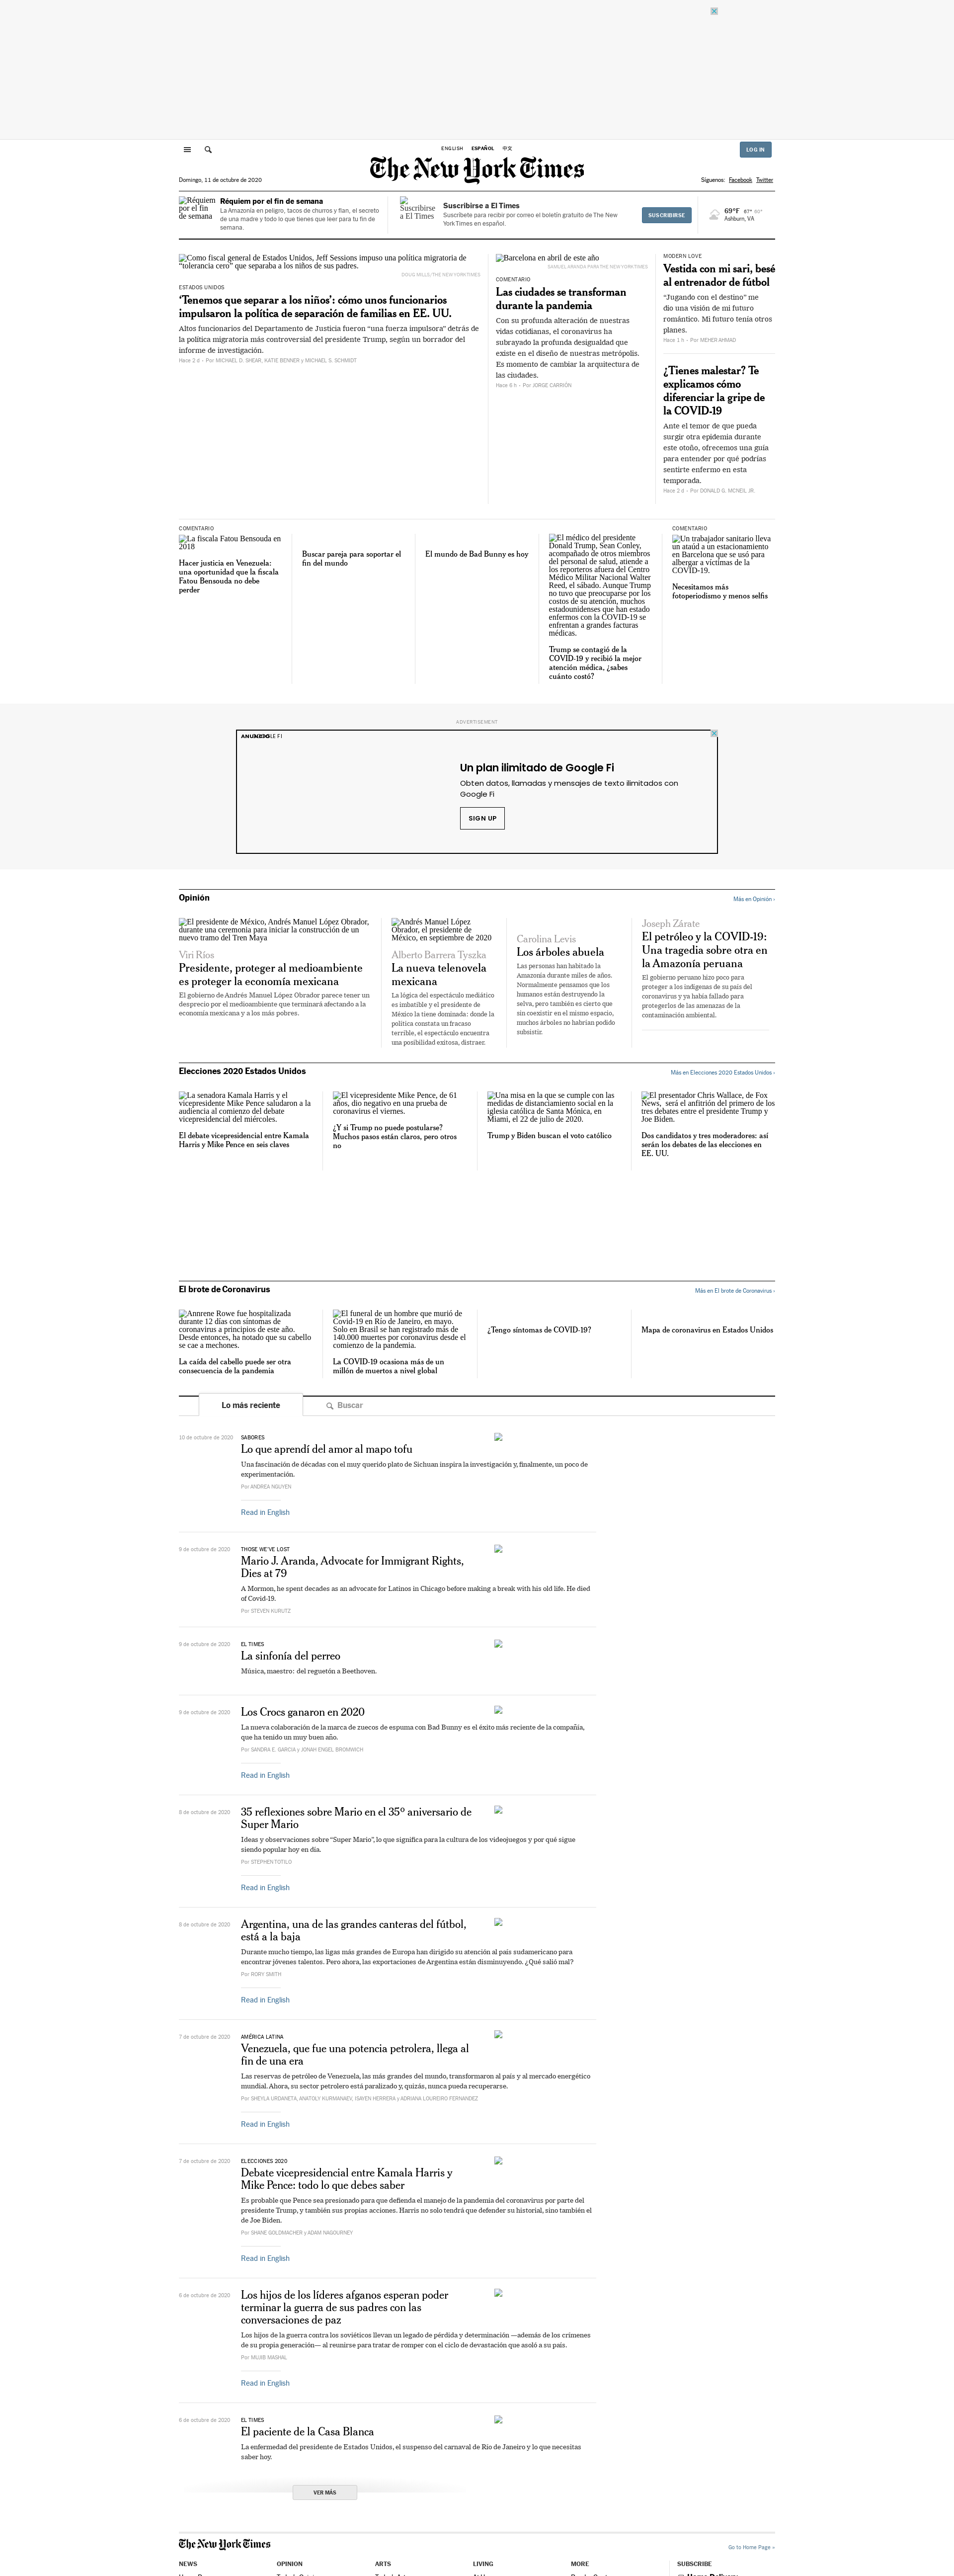 ENGLISH ESPAÑOL 中文
LOG IN
The New York Times
Domingo, 11 de octubre de 2020
Síguenos: Facebook Twitter
Réquiem por el fin de semana
Réquiem por el fin de semana
La Amazonía en peligro, tacos de churros y flan, el secreto
de una madre y todo lo que tienes que leer para tu fin de
semana.
Suscribirse a El Times
Suscribirse a El Times
Suscríbete para recibir por correo el boletín gratuito de The New
York Times en español.
SUSCRIBIRSE
69°F 87° 60°
Ashburn, VA
Como fiscal general de Estados Unidos, Jeff Sessions impuso una política migratoria de
“tolerancia cero” que separaba a los niños de sus padres.
DOUG MILLS/THE NEW YORK TIMES
ESTADOS UNIDOS
‘Tenemos que separar a los niños’: cómo unos funcionarios
impulsaron la política de separación de familias en EE. UU.
Altos funcionarios del Departamento de Justicia fueron “una fuerza impulsora” detrás de
la política migratoria más controversial del presidente Trump, según un borrador del
informe de investigación.
Hace 2 d • Por MICHAEL D. SHEAR, KATIE BENNER y MICHAEL S. SCHMIDT
Barcelona en abril de este año
SAMUEL ARANDA PARA THE NEW YORK TIMES
COMENTARIO
Las ciudades se transforman
durante la pandemia
Con su profunda alteración de nuestras
vidas cotidianas, el coronavirus ha
subrayado la profunda desigualdad que
existe en el diseño de nuestras metrópolis.
Es momento de cambiar la arquitectura de
las ciudades.
Hace 6 h • Por JORGE CARRIÓN
MODERN LOVE
Vestida con mi sari, besé
al entrenador de fútbol
“Jugando con el destino” me
dio una visión de mi futuro
romántico. Mi futuro tenía otros
planes.
Hace 1 h • Por MEHER AHMAD
¿Tienes malestar? Te
explicamos cómo
diferenciar la gripe de
la COVID-19
Ante el temor de que pueda
surgir otra epidemia durante
este otoño, ofrecemos una guía
para entender por qué podrías
sentirte enfermo en esta
temporada.
Hace 2 d • Por DONALD G. MCNEIL JR.
COMENTARIO
La fiscala Fatou Bensouda en
2018
Hacer justicia en Venezuela:
una oportunidad que la fiscala
Fatou Bensouda no debe
perder
Buscar pareja para soportar el
fin del mundo
El mundo de Bad Bunny es hoy
El médico del presidente
Donald Trump, Sean Conley,
acompañado de otros miembros
del personal de salud, atiende a
los reporteros afuera del Centro
Médico Militar Nacional Walter
Reed, el sábado. Aunque Trump
no tuvo que preocuparse por los
costos de su atención, muchos
estadounidenses que han estado
enfermos con la COVID-19 se
enfrentan a grandes facturas
médicas.
Trump se contagió de la
COVID-19 y recibió la mejor
atención médica, ¿sabes
cuánto costó?
COMENTARIO
Un trabajador sanitario lleva
un ataúd a un estacionamiento
en Barcelona que se usó para
albergar a víctimas de la
COVID-19.
Necesitamos más
fotoperiodismo y menos selfis
ADVERTISEMENT
ANUNCIO
GOOGLE FI
Un plan ilimitado de Google Fi
Obten datos, llamadas y mensajes de texto ilimitados con
Google Fi
SIGN UP
Opinión
Más en Opinión ›
El presidente de México, Andrés Manuel López Obrador,
durante una ceremonia para iniciar la construcción de un
nuevo tramo del Tren Maya
Viri Ríos
Presidente, proteger al medioambiente
es proteger la economía mexicana
El gobierno de Andrés Manuel López Obrador parece tener un
desprecio por el medioambiente que terminará afectando a la
economía mexicana y a los más pobres.
Andrés Manuel López
Obrador, el presidente de
México, en septiembre de 2020
Alberto Barrera Tyszka
La nueva telenovela
mexicana
La lógica del espectáculo mediático
es imbatible y el presidente de
México la tiene dominada: donde la
política constata un fracaso
terrible, el espectáculo encuentra
una posibilidad exitosa, distraer.
Carolina Levis
Los árboles abuela
Las personas han habitado la
Amazonía durante miles de años.
Normalmente pensamos que los
humanos están destruyendo la
selva, pero también es cierto que
sin coexistir en el mismo espacio,
muchos árboles no habrían podido
subsistir.
Joseph Zárate
El petróleo y la COVID-19:
Una tragedia sobre otra en
la Amazonía peruana
El gobierno peruano hizo poco para
proteger a los indígenas de su país del
coronavirus y ya había fallado para
protegerlos de las amenazas de la
contaminación ambiental.
Elecciones 2020 Estados Unidos
Más en Elecciones 2020 Estados Unidos ›
La senadora Kamala Harris y el
vicepresidente Mike Pence saludaron a la
audiencia al comienzo del debate
vicepresidencial del miércoles.
El debate vicepresidencial entre Kamala
Harris y Mike Pence en seis claves
El vicepresidente Mike Pence, de 61
años, dio negativo en una prueba de
coronavirus el viernes.
¿Y si Trump no puede postularse?
Muchos pasos están claros, pero otros
no
Una misa en la que se cumple con las
medidas de distanciamiento social en la
iglesia católica de Santa Mónica, en
Miami, el 22 de julio de 2020.
Trump y Biden buscan el voto católico
El presentador Chris Wallace, de Fox
News, será el anfitrión del primero de los
tres debates entre el presidente Trump y
Joe Biden.
Dos candidatos y tres moderadores: así
serán los debates de las elecciones en
EE. UU.
El brote de Coronavirus
Más en El brote de Coronavirus ›
Annrene Rowe fue hospitalizada
durante 12 días con síntomas de
coronavirus a principios de este año.
Desde entonces, ha notado que su cabello
se cae a mechones.
La caída del cabello puede ser otra
consecuencia de la pandemia
El funeral de un hombre que murió de
Covid-19 en Río de Janeiro, en mayo.
Solo en Brasil se han registrado más de
140.000 muertes por coronavirus desde el
comienzo de la pandemia.
La COVID-19 ocasiona más de un
millón de muertos a nivel global
¿Tengo síntomas de COVID-19?
Mapa de coronavirus en Estados Unidos
Lo más reciente
Buscar
10 de octubre de 2020
SABORES
Lo que aprendí del amor al mapo tofu
Una fascinación de décadas con el muy querido plato de Sichuan inspira la investigación y, finalmente, un poco de
experimentación.
Por ANDREA NGUYEN
Read in English
9 de octubre de 2020
THOSE WE'VE LOST
Mario J. Aranda, Advocate for Immigrant Rights,
Dies at 79
A Mormon, he spent decades as an advocate for Latinos in Chicago before making a break with his old life. He died
of Covid-19.
Por STEVEN KURUTZ
9 de octubre de 2020
EL TIMES
La sinfonía del perreo
Música, maestro: del reguetón a Beethoven.
9 de octubre de 2020
Los Crocs ganaron en 2020
La nueva colaboración de la marca de zuecos de espuma con Bad Bunny es el éxito más reciente de la compañía,
que ha tenido un muy buen año.
Por SANDRA E. GARCIA y JONAH ENGEL BROMWICH
Read in English
8 de octubre de 2020
35 reflexiones sobre Mario en el 35º aniversario de
Super Mario
Ideas y observaciones sobre “Super Mario”, lo que significa para la cultura de los videojuegos y por qué sigue
siendo popular hoy en día.
Por STEPHEN TOTILO
Read in English
8 de octubre de 2020
Argentina, una de las grandes canteras del fútbol,
está a la baja
Durante mucho tiempo, las ligas más grandes de Europa han dirigido su atención al país sudamericano para
encontrar jóvenes talentos. Pero ahora, las exportaciones de Argentina están disminuyendo. ¿Qué salió mal?
Por RORY SMITH
Read in English
7 de octubre de 2020
AMÉRICA LATINA
Venezuela, que fue una potencia petrolera, llega al
fin de una era
Las reservas de petróleo de Venezuela, las más grandes del mundo, transformaron al país y al mercado energético
mundial. Ahora, su sector petrolero está paralizado y, quizás, nunca pueda recuperarse.
Por SHEYLA URDANETA, ANATOLY KURMANAEV, ISAYEN HERRERA y ADRIANA LOUREIRO FERNANDEZ
Read in English
7 de octubre de 2020
ELECCIONES 2020
Debate vicepresidencial entre Kamala Harris y
Mike Pence: todo lo que debes saber
Es probable que Pence sea presionado para que defienda el manejo de la pandemia del coronavirus por parte del
presidente Trump, y también sus propias acciones. Harris no solo tendrá que defender su historial, sino también el
de Joe Biden.
Por SHANE GOLDMACHER y ADAM NAGOURNEY
Read in English
6 de octubre de 2020
Los hijos de los líderes afganos esperan poder
terminar la guerra de sus padres con las
conversaciones de paz
Los hijos de la guerra contra los soviéticos llevan un legado de pérdida y determinación —además de los crímenes
de su propia generación— al reunirse para tratar de romper con el ciclo de devastación que asoló a su país.
Por MUJIB MASHAL
Read in English
6 de octubre de 2020
EL TIMES
El paciente de la Casa Blanca
La enfermedad del presidente de Estados Unidos, el suspenso del carnaval de Río de Janeiro y lo que necesitas
saber hoy.
VER MÁS
The New York Times
Go to Home Page »
NEWS OPINION ARTS LIVING MORE SUBSCRIBE